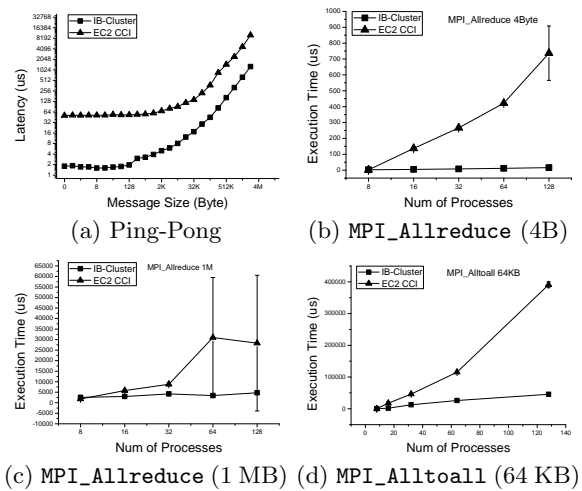 IB-Cluster
EC2 CCI
32768
16384
8192
4096
2048
1024
512
256
128
64
32
16
8
4
2
1
Latency (us)
0 8 128 2K 32K 512K 4M
Message Size (Byte)
(a) Ping-Pong
IB-Cluster
EC2 CCI
MPI_Allreduce 4Byte
1000
900
800
700
600
500
400
300
200
100
0
Execution Time (us)
8 16 32 64 128
Num of Processes
(b) MPI_Allreduce (4B)
IB-Cluster
EC2 CCI
MPI_Allreduce 1M
65000
60000
55000
50000
45000
40000
35000
30000
25000
20000
15000
10000
5000
0
-5000
-10000
Execution Time (us)
8 16 32 64 128
Num of Processes
(c) MPI_Allreduce (1 MB)
IB-Cluster
EC2 CCI
MPI_Alltoall 64KB
400000
300000
200000
100000
0
Execution Time (us)
0 20 40 60 80 100 120 140
Num of Processes
(d) MPI_Alltoall (64 KB)